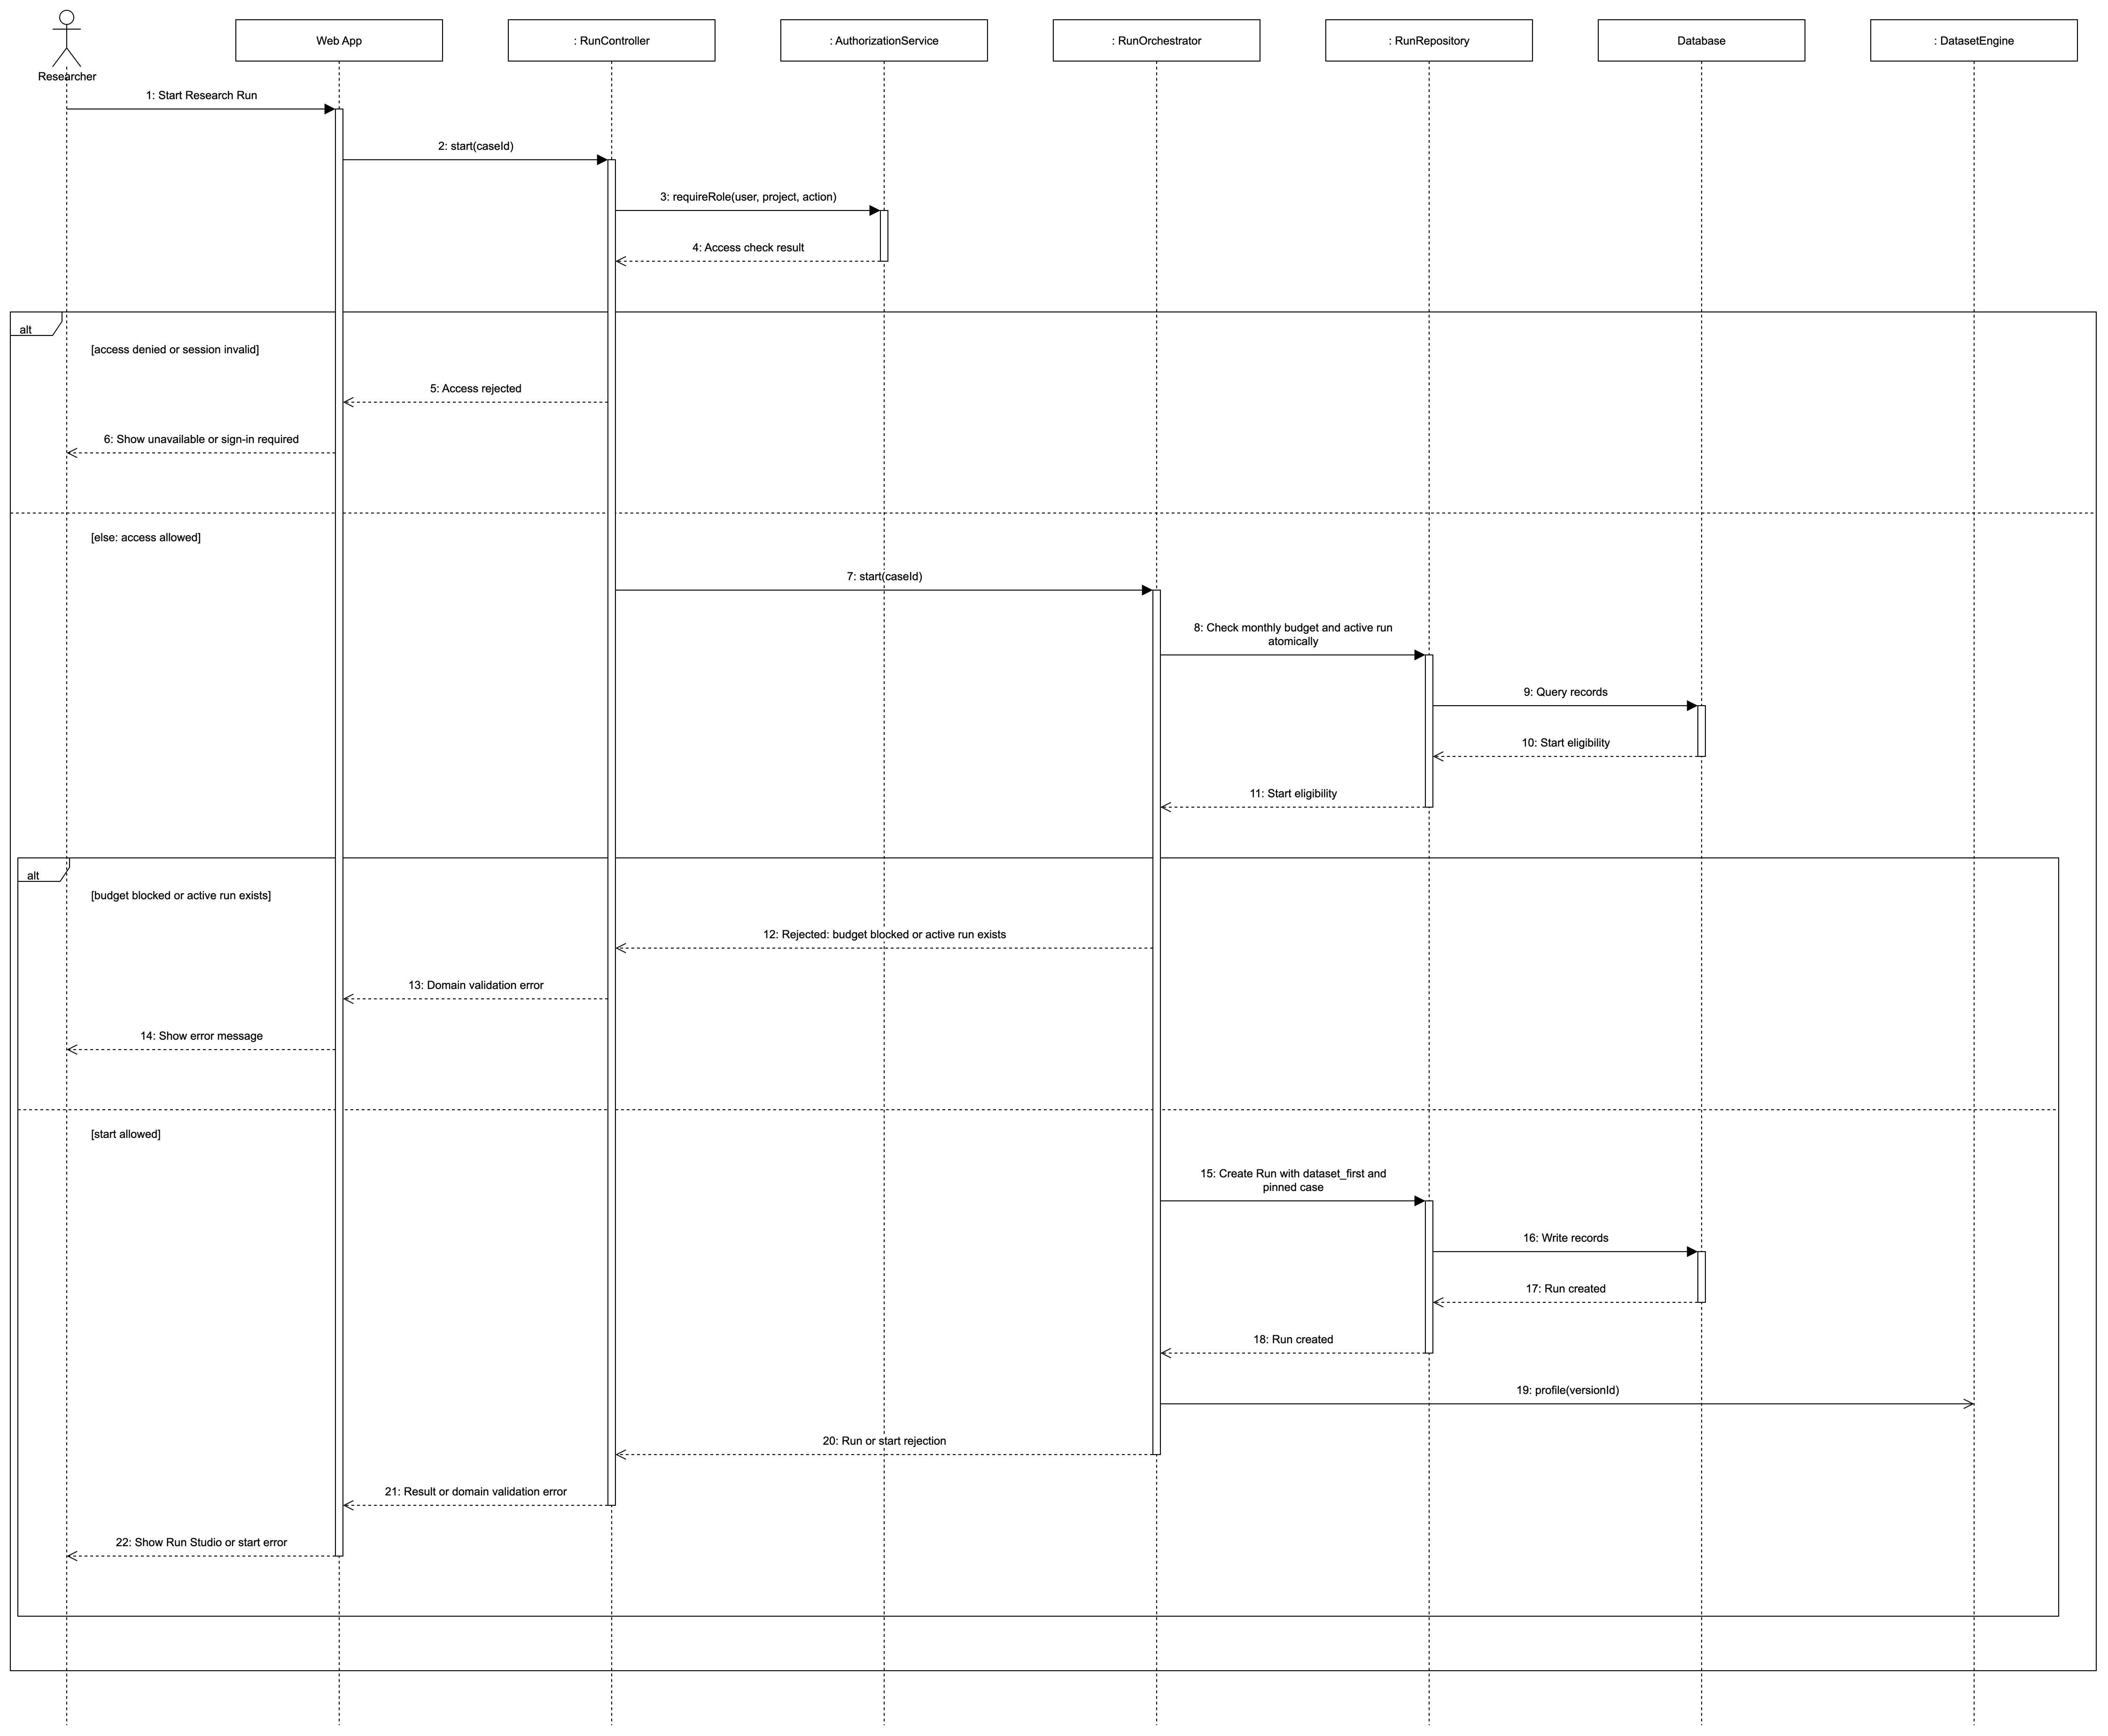 Researcher
Web App
: RunController
: AuthorizationService
: RunOrchestrator
: RunRepository
Database
: DatasetEngine
1: Start Research Run
2: start(caseId)
3: requireRole(user, project, action)
4: Access check result
alt
[access denied or session invalid]
5: Access rejected
6: Show unavailable or sign-in required
[else: access allowed]
7: start(caseId)
8: Check monthly budget and active run
atomically
9: Query records
10: Start eligibility
11: Start eligibility
alt
[budget blocked or active run exists]
12: Rejected: budget blocked or active run exists
13: Domain validation error
14: Show error message
[start allowed]
15: Create Run with dataset_first and
pinned case
16: Write records
17: Run created
18: Run created
19: profile(versionId)
20: Run or start rejection
21: Result or domain validation error
22: Show Run Studio or start error